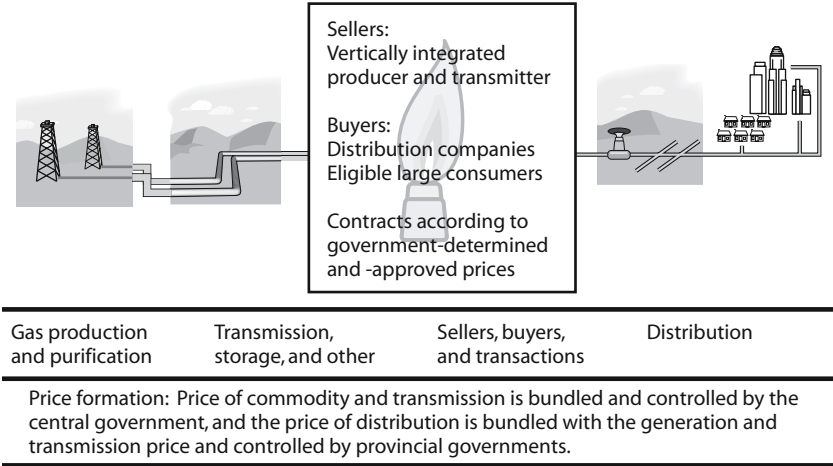 Sellers:
Vertically integrated
producer and transmitter
Buyers:
Distribution companies
Eligible large consumers
Contracts according to
government-determined
and -approved prices
Gas production
and purification
Transmission,
storage, and other
Sellers, buyers,
and transactions
Distribution
Price formation: Price of commodity and transmission is bundled and controlled by the
central government, and the price of distribution is bundled with the generation and
transmission price and controlled by provincial governments.